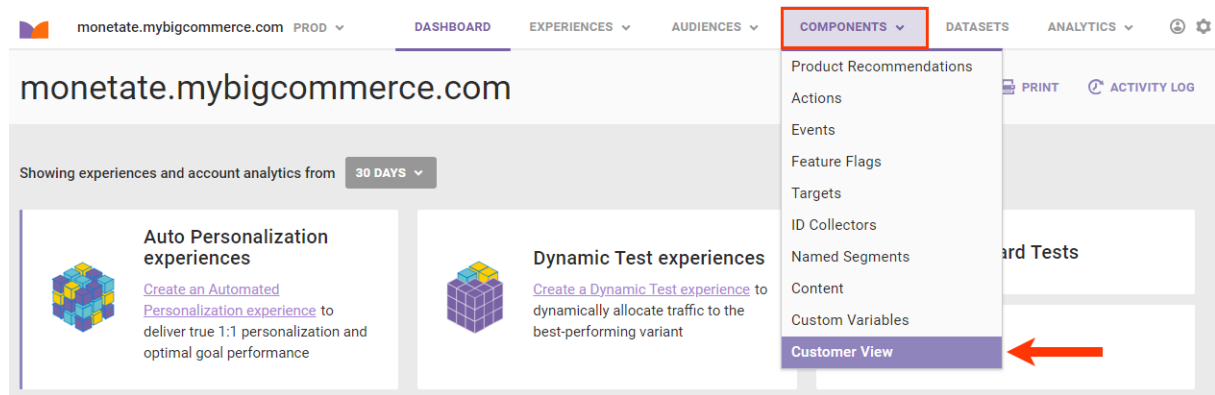 monetate.mybigcommerce.com PROD
DASHBOARD
EXPERIENCES
AUDIENCES
COMPONENTS
DATASETS
ANALYTICS
monetate.mybigcommerce.com
PRINT
ACTIVITY LOG
Product Recommendations
Actions
Events
Feature Flags
Targets
ID Collectors
Named Segments
Content
Custom Variables
Customer View
Showing experiences and account analytics from
30 DAYS
Auto Personalization
experiences
Create an Automated
Personalization experience to
deliver true 1:1 personalization and
optimal goal performance
Dynamic Test experiences
Create a Dynamic Test experience to
dynamically allocate traffic to the
best-performing variant
Tests